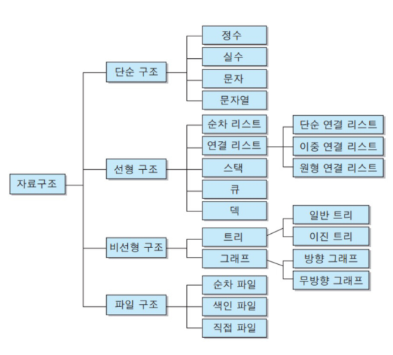 자료구조
단순 구조
정수
실수
문자
문자열
선형 구조
순차 리스트
연결 리스트
단순 연결 리스트
이중 연결 리스트
원형 연결 리스트
스택
큐
덱
비선형 구조
트리
일반 트리
이진 트리
그래프
방향 그래프
무방향 그래프
파일 구조
순차 파일
색인 파일
직접 파일